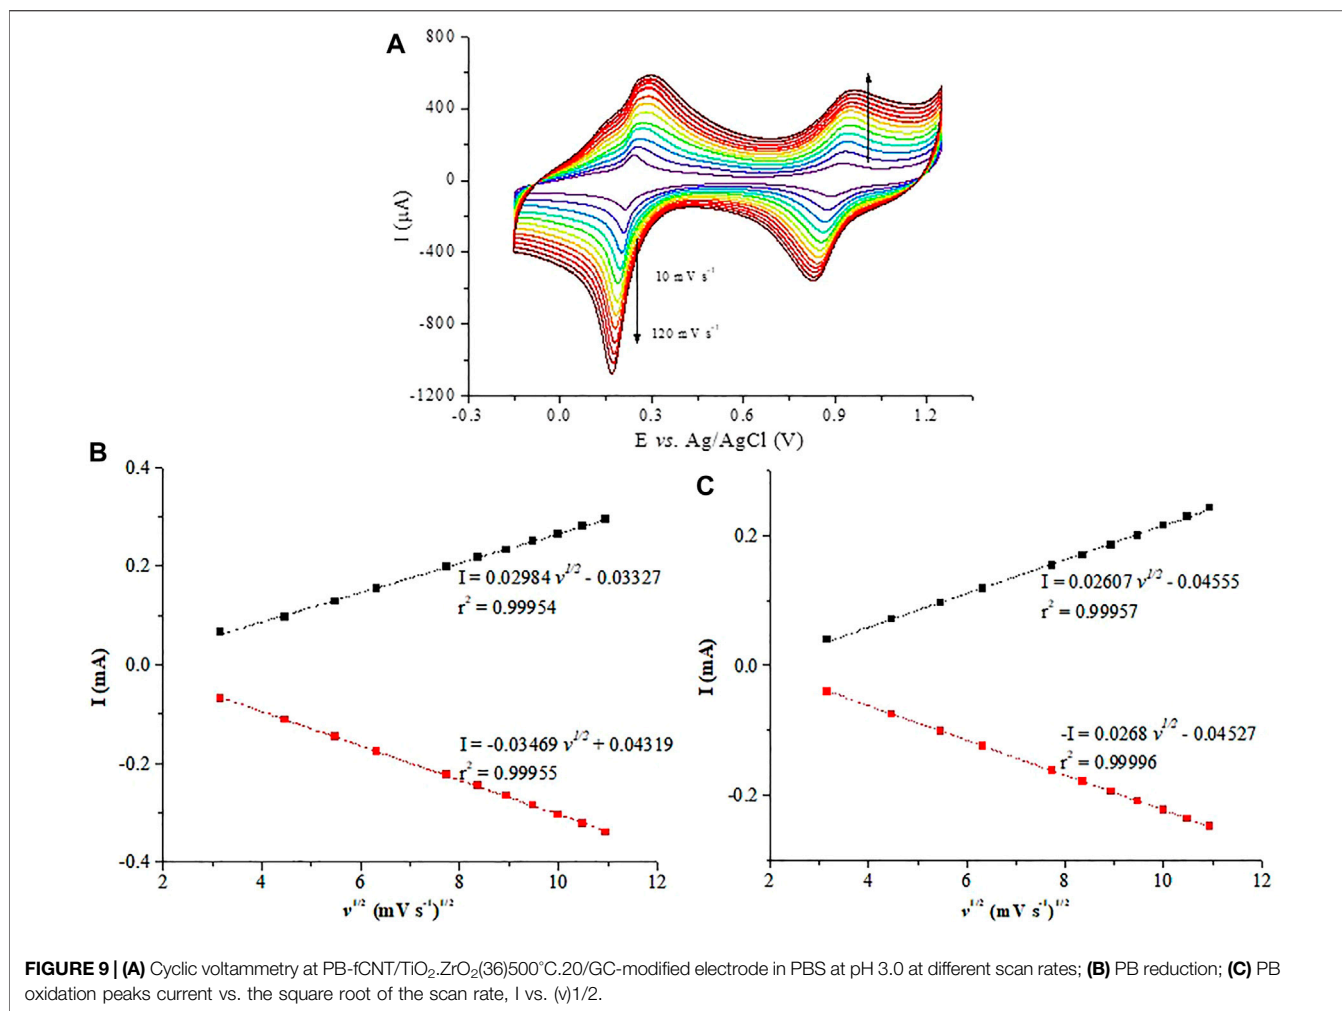 A
800
400
0
-400
-800
-1200
I (μA)
10 mV s⁻¹
120 mV s⁻¹
-0.3 0.0 0.3 0.6 0.9 1.2
E vs. Ag/AgCl (V)
B
0.4
0.2
0.0
-0.2
-0.4
I (mA)
I = 0.02984 v^1/2 - 0.03327
r² = 0.99954
I = -0.03469 v^1/2 + 0.04319
r² = 0.99955
2 4 6 8 10 12
v^1/2 (mV s⁻¹)^1/2
C
0.2
0.0
-0.2
I (mA)
I = 0.02607 v^1/2 - 0.04555
r² = 0.99957
-I = 0.0268 v^1/2 - 0.04527
r² = 0.99996
2 4 6 8 10 12
v^1/2 (mV s⁻¹)^1/2
FIGURE 9 | (A) Cyclic voltammetry at PB-fCNT/TiO₂.ZrO₂(36)500°C.20/GC-modified electrode in PBS at pH 3.0 at different scan rates; (B) PB reduction; (C) PB
oxidation peaks current vs. the square root of the scan rate, I vs. (v)1/2.